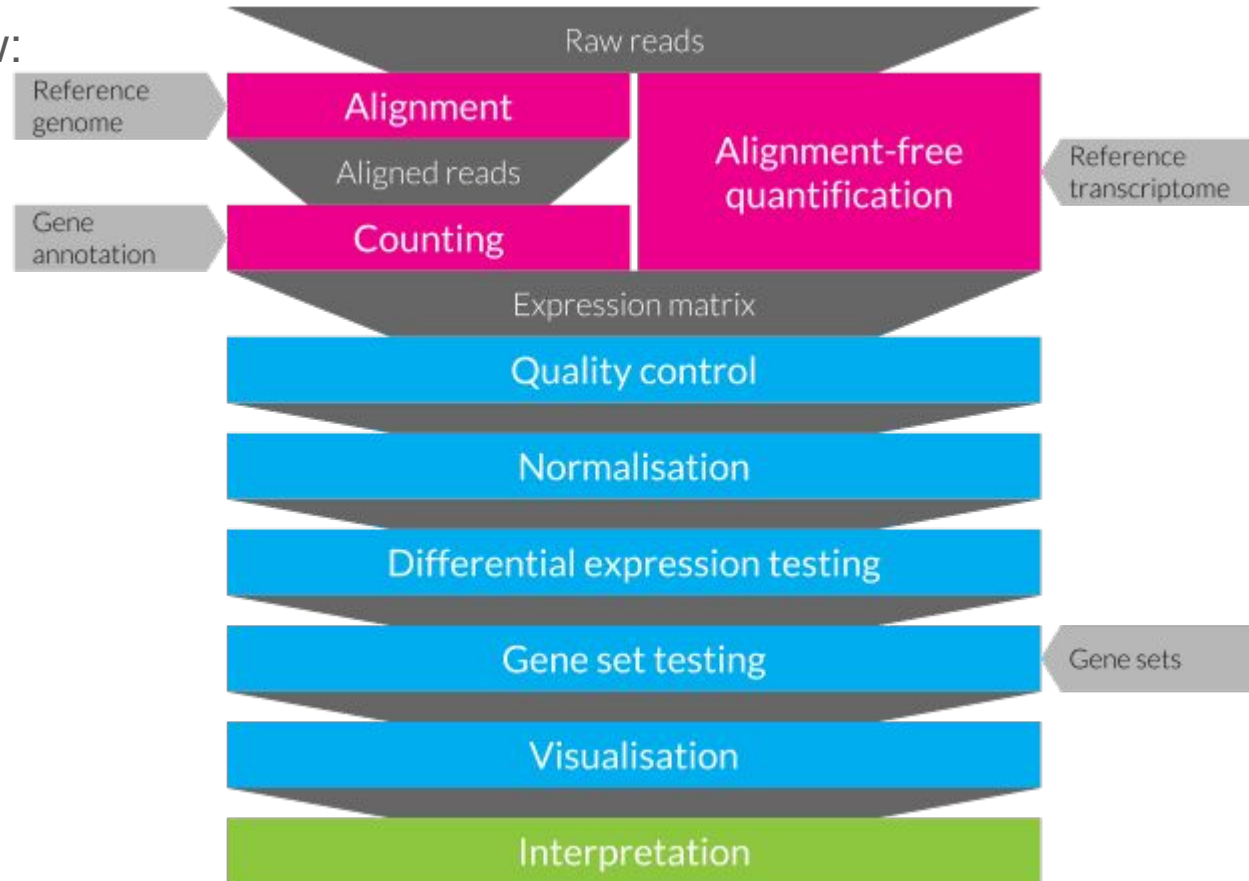 Raw reads
Reference
genome
Alignment
Aligned reads
Gene
annotation
Counting
Alignment-free
quantification
Reference
transcriptome
Expression matrix
Quality control
Normalisation
Differential expression testing
Gene set testing
Gene sets
Visualisation
Interpretation